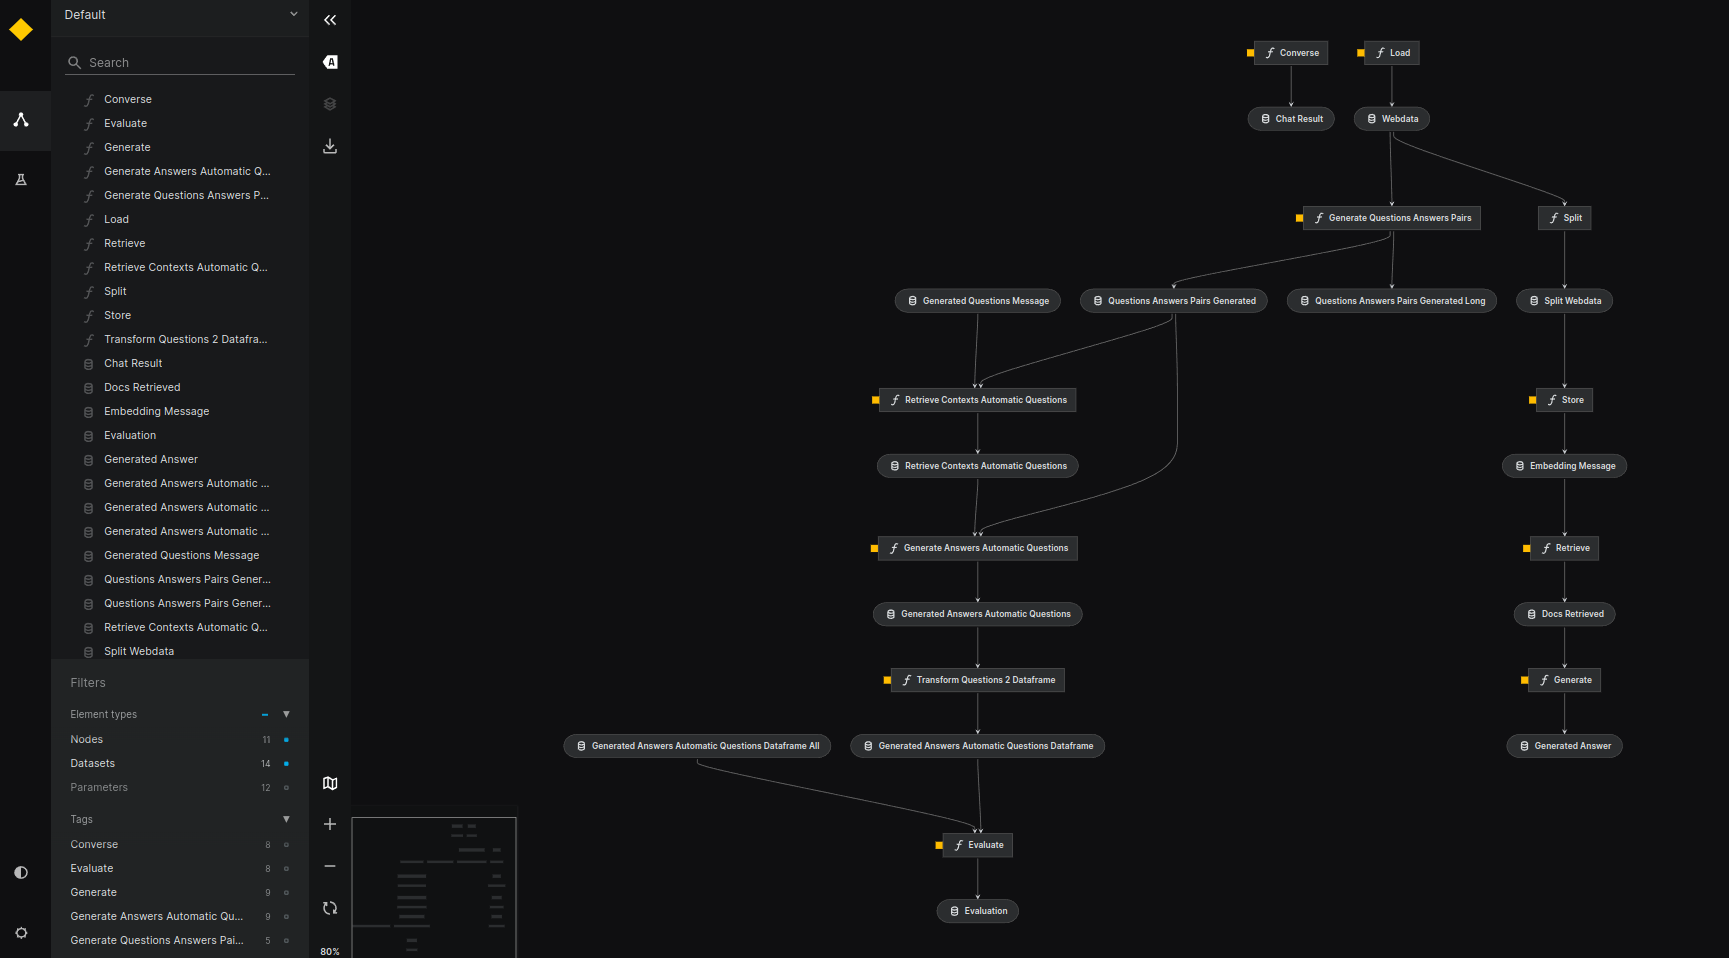 Default
Search
Converse
Evaluate
Generate
Generate Answers Automatic Q...
Generate Questions Answers P...
Load
Retrieve
Retrieve Contexts Automatic Q...
Split
Store
Transform Questions 2 Datafra...
Chat Result
Docs Retrieved
Embedding Message
Evaluation
Generated Answer
Generated Answers Automatic ...
Generated Answers Automatic ...
Generated Answers Automatic ...
Generated Questions Message
Questions Answers Pairs Gener...
Questions Answers Pairs Gener...
Retrieve Contexts Automatic Q...
Split Webdata
Filters
Element types
Nodes 11
Datasets 14
Parameters 12
Tags
Converse 8
Evaluate 8
Generate 9
Generate Answers Automatic Qu... 9
Generate Questions Answers Pai... 5
A
80%
Converse
Load
Chat Result
Webdata
Generate Questions Answers Pairs
Split
Generated Questions Message
Questions Answers Pairs Generated
Questions Answers Pairs Generated Long
Split Webdata
Retrieve Contexts Automatic Questions
Store
Retrieve Contexts Automatic Questions
Embedding Message
Generate Answers Automatic Questions
Retrieve
Generated Answers Automatic Questions
Docs Retrieved
Transform Questions 2 Dataframe
Generate
Generated Answers Automatic Questions Dataframe All
Generated Answers Automatic Questions Dataframe
Generated Answer
Evaluate
Evaluation